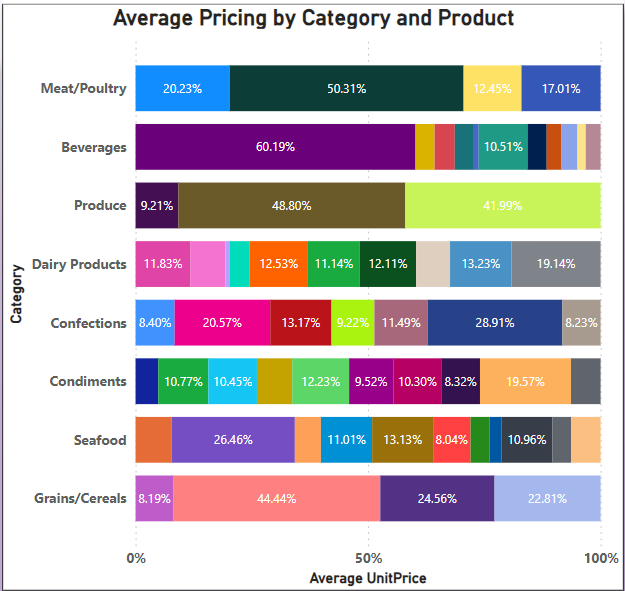 Average Pricing by Category and Product
Meat/Poultry 20.23% 50.31% 12.45% 17.01%
Beverages 60.19% 10.51%
Produce 9.21% 48.80% 41.99%
Dairy Products 11.83% 12.53% 11.14% 12.11% 13.23% 19.14%
Category
Confections 8.40% 20.57% 13.17% 9.22% 11.49% 28.91% 8.23%
Condiments 10.77% 10.45% 12.23% 9.52% 10.30% 8.32% 19.57%
Seafood 26.46% 11.01% 13.13% 8.04% 10.96%
Grains/Cereals 8.19% 44.44% 24.56% 22.81%
0% 50% 100%
Average UnitPrice